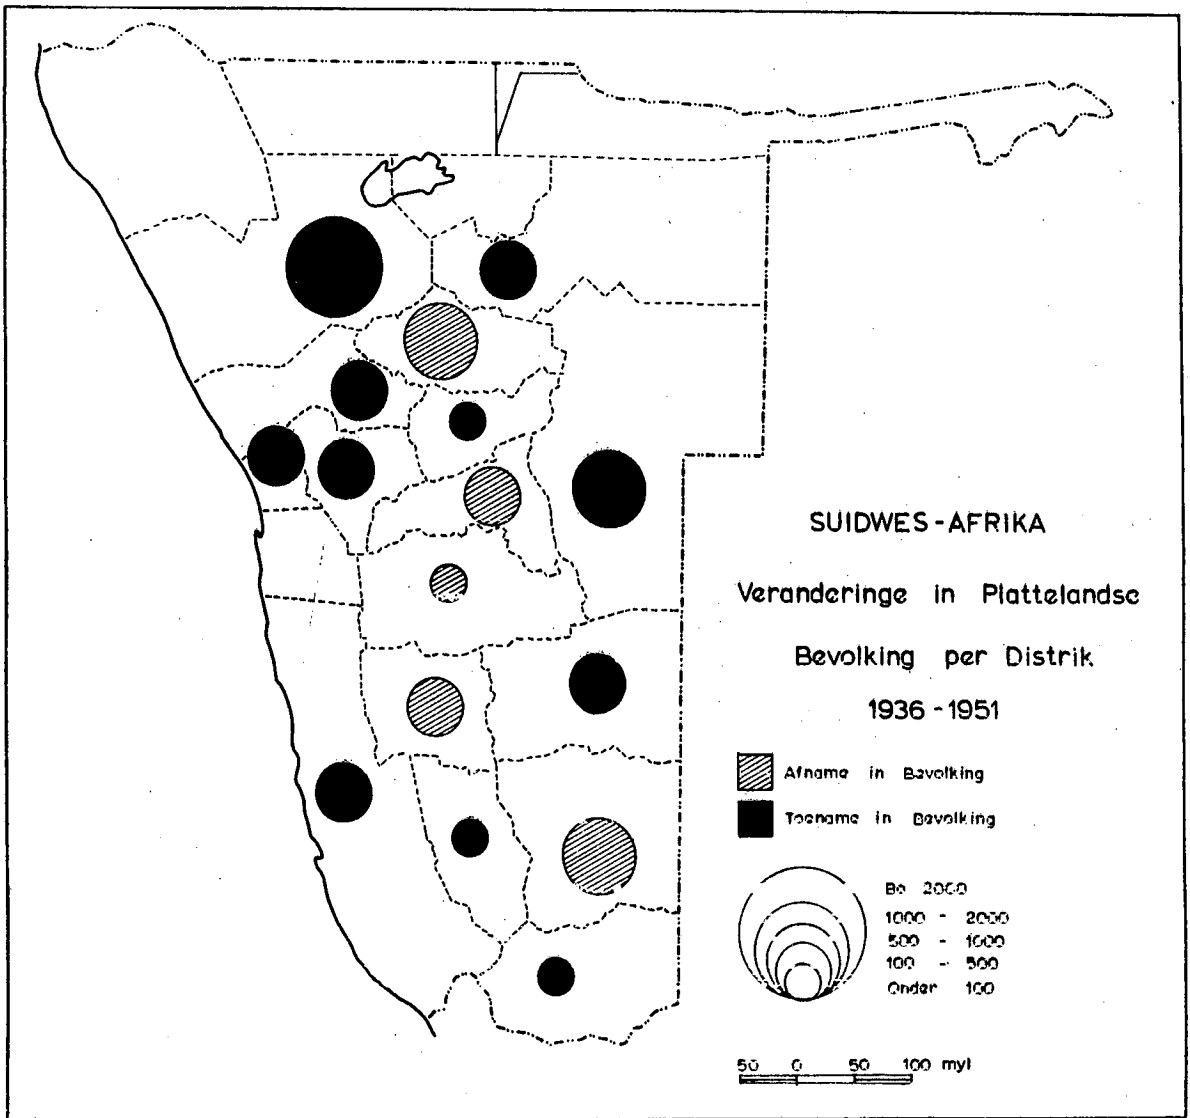 SUIDWES-AFRIKA
Veranderinge in Plattelandse
Bevolking per Distrik
1936-1951
Afname in Bevolking
Toename in Bevolking
Bo 2000
1000 - 2000
500 - 1000
100 - 500
Onder 100
50 0 50 100 myl